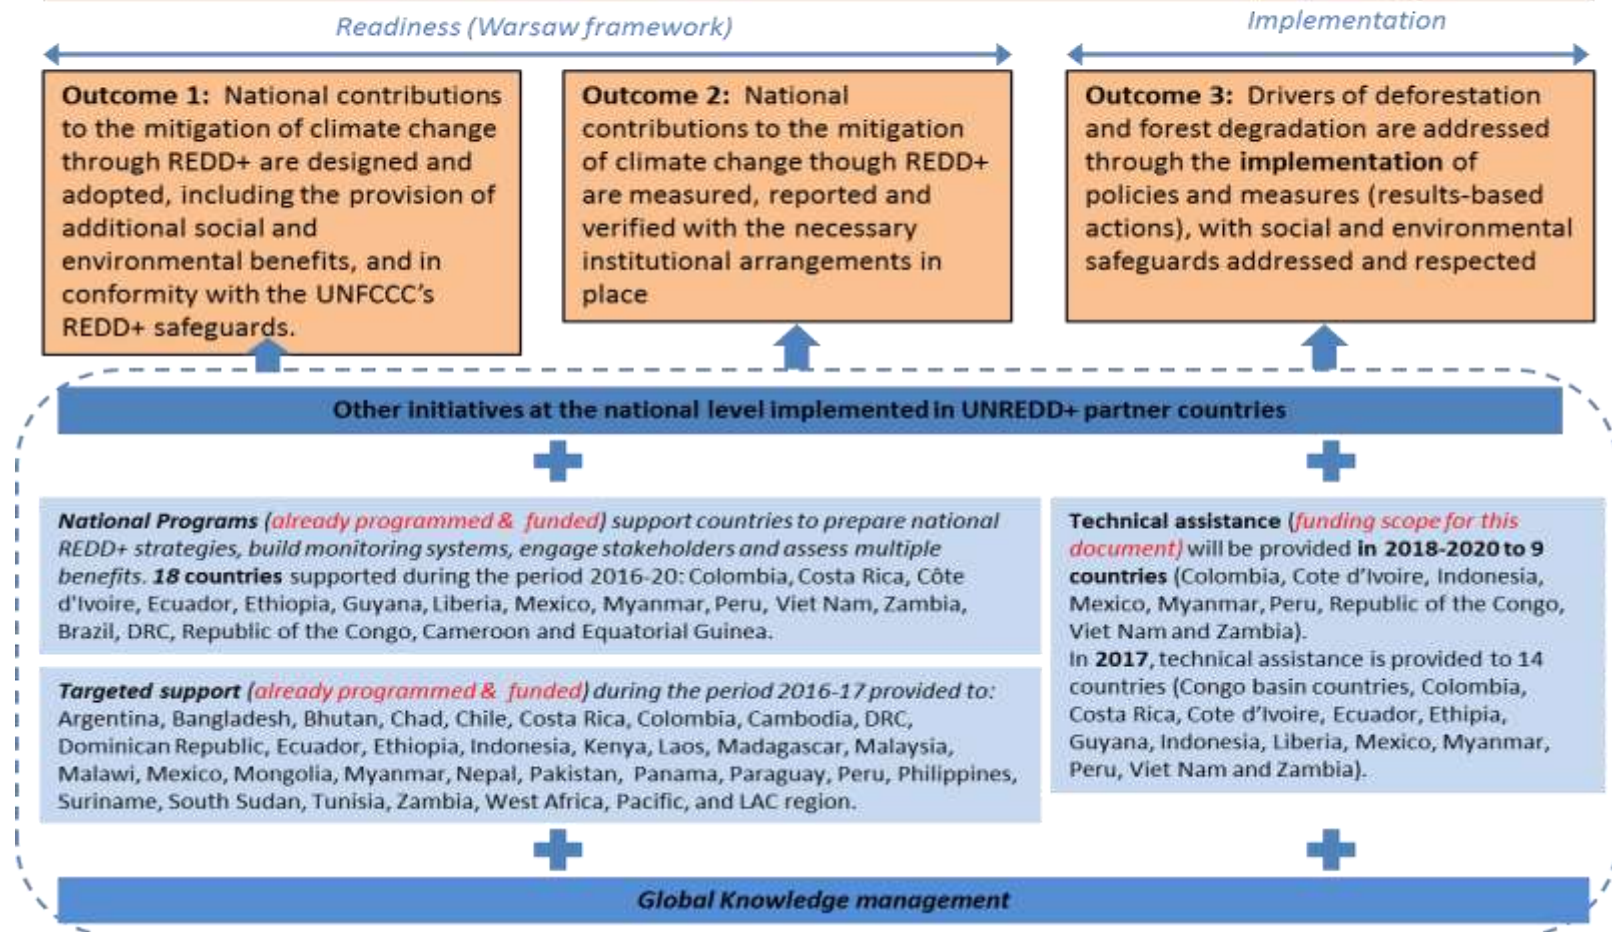 Readiness (Warsaw framework)
Implementation
Outcome 1: National contributions
to the mitigation of climate change
through REDD+ are designed and
adopted, including the provision of
additional social and
environmental benefits, and in
conformity with the UNFCCC's
REDD+ safeguards.
Outcome 2: National
contributions to the mitigation
of climate change though REDD+
are measured, reported and
verified with the necessary
institutional arrangements in
place
Outcome 3: Drivers of deforestation
and forest degradation are addressed
through the implementation of
policies and measures (results-based
actions), with social and environmental
safeguards addressed and respected
Other initiatives at the national level implemented in UNREDD+ partner countries
National Programs (already programmed & funded) support countries to prepare national
REDD+ strategies, build monitoring systems, engage stakeholders and assess multiple
benefits. 18 countries supported during the period 2016-20: Colombia, Costa Rica, Côte
d'Ivoire, Ecuador, Ethiopia, Guyana, Liberia, Mexico, Myanmar, Peru, Viet Nam, Zambia,
Brazil, DRC, Republic of the Congo, Cameroon and Equatorial Guinea.
Targeted support (already programmed & funded) during the period 2016-17 provided to:
Argentina, Bangladesh, Bhutan, Chad, Chile, Costa Rica, Colombia, Cambodia, DRC,
Dominican Republic, Ecuador, Ethiopia, Indonesia, Kenya, Laos, Madagascar, Malaysia,
Malawi, Mexico, Mongolia, Myanmar, Nepal, Pakistan, Panama, Paraguay, Peru, Philippines,
Suriname, South Sudan, Tunisia, Zambia, West Africa, Pacific, and LAC region.
Technical assistance (funding scope for this
document) will be provided in 2018-2020 to 9
countries (Colombia, Cote d'Ivoire, Indonesia,
Mexico, Myanmar, Peru, Republic of the Congo,
Viet Nam and Zambia).
In 2017, technical assistance is provided to 14
countries (Congo basin countries, Colombia,
Costa Rica, Cote d'Ivoire, Ecuador, Ethipia,
Guyana, Indonesia, Liberia, Mexico, Myanmar,
Peru, Viet Nam and Zambia).
Global Knowledge management